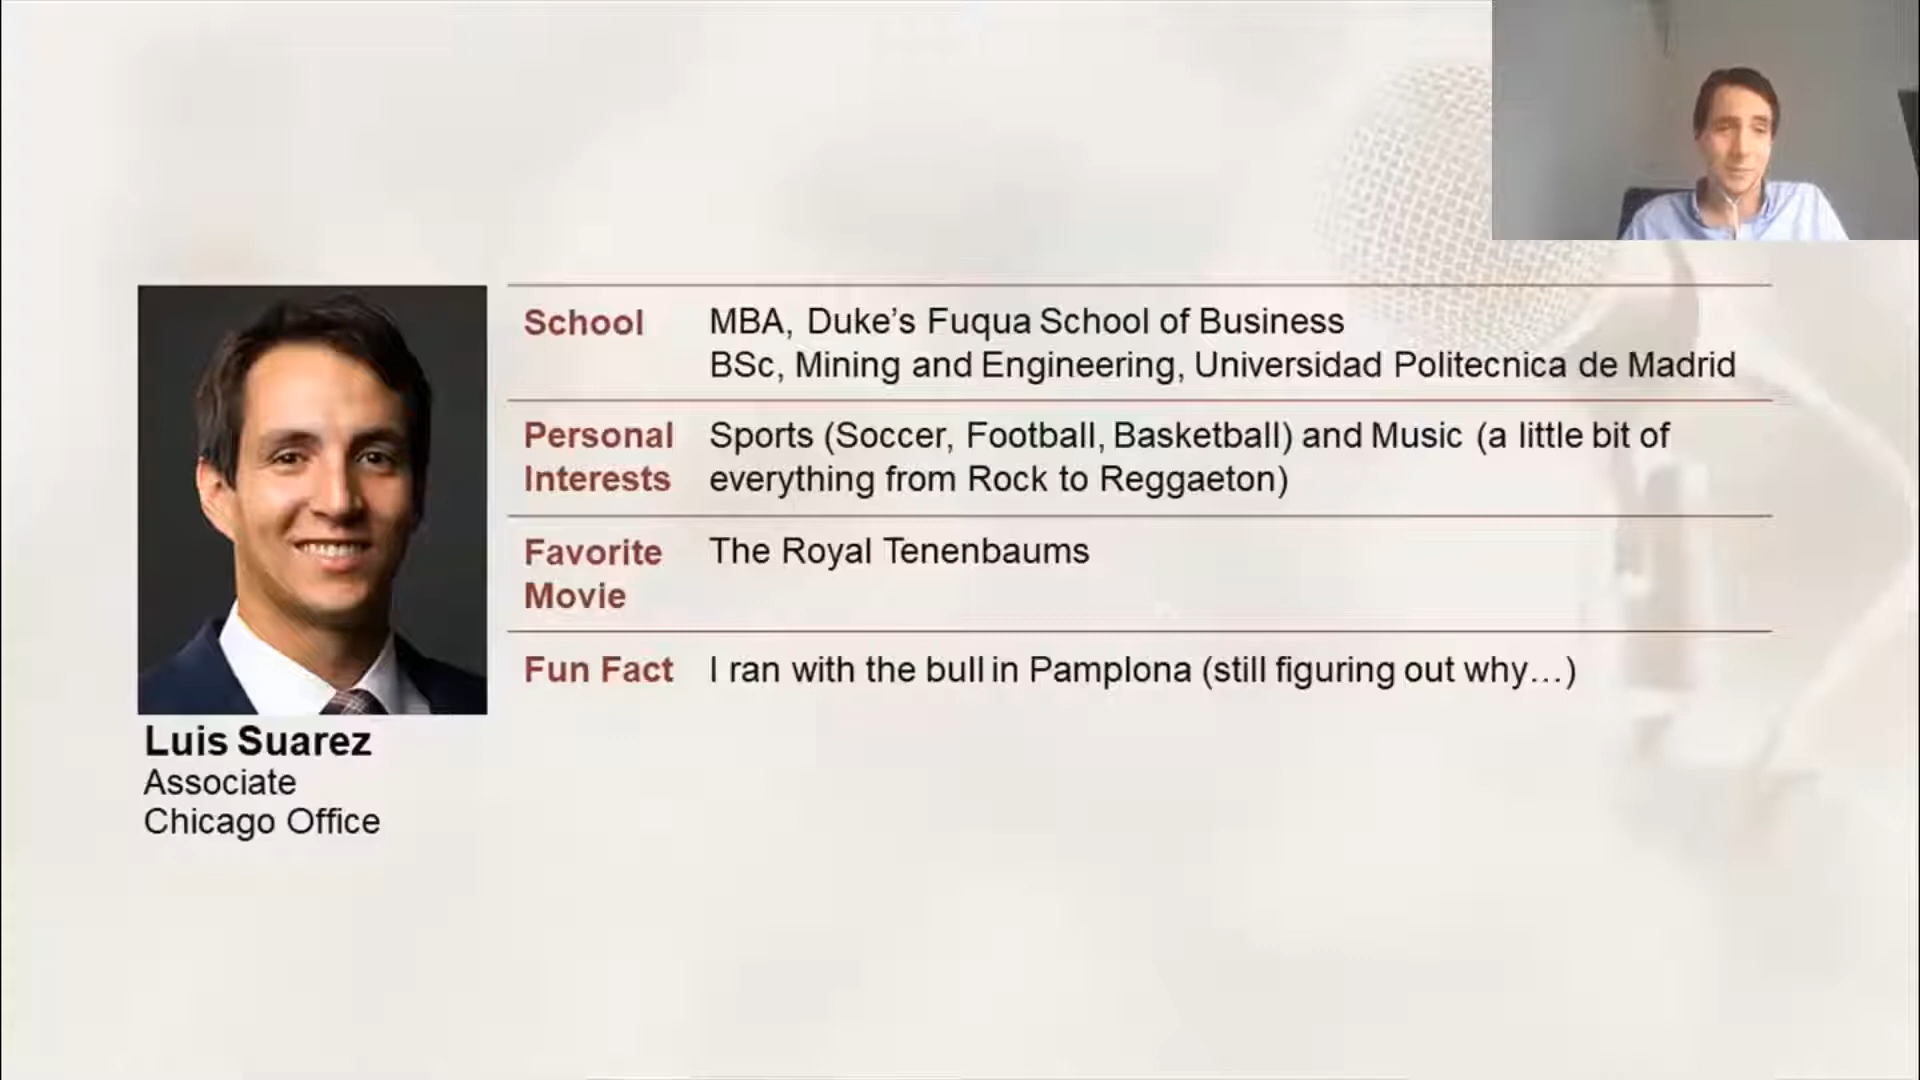 School
MBA, Duke’s Fuqua School of Business
BSc, Mining and Engineering, Universidad Politecnica de Madrid
Personal
Interests
Sports (Soccer, Football, Basketball) and Music (a little bit of
everything from Rock to Reggaeton)
Favorite
Movie
The Royal Tenenbaums
Fun Fact
I ran with the bull in Pamplona (still figuring out why…)
Luis Suarez
Associate
Chicago Office